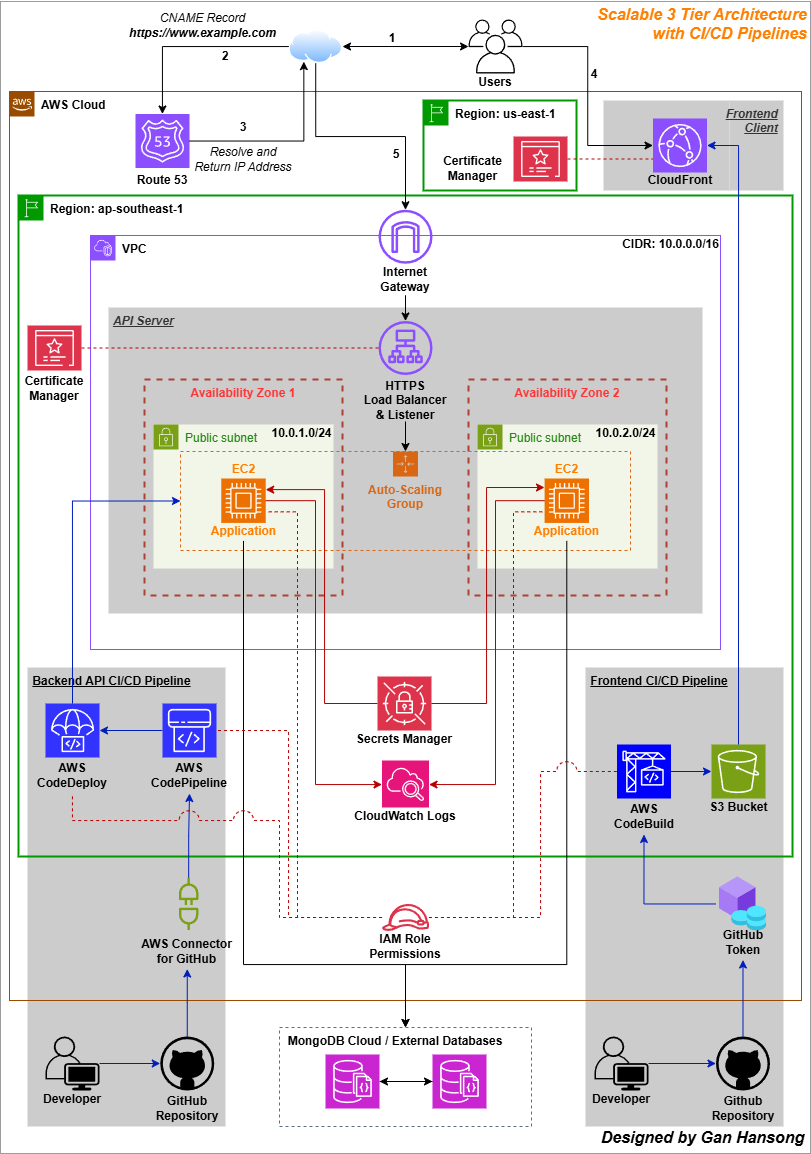 Scalable 3 Tier Architecture
with CI/CD Pipelines
CNAME Record
https://www.example.com
1
2
Users
4
aws
AWS Cloud
53
3
Resolve and
Return IP Address
Route 53
5
Region: us-east-1
Certificate
Manager
Frontend
Client
CloudFront
Region: ap-southeast-1
VPC
CIDR: 10.0.0.0/16
Internet
Gateway
API Server
Certificate
Manager
HTTPS
Load Balancer
& Listener
Availability Zone 1
Availability Zone 2
Public subnet
10.0.1.0/24
Public subnet
10.0.2.0/24
EC2
Application
Auto-Scaling
Group
EC2
Application
Backend API CI/CD Pipeline
AWS
CodeDeploy
AWS
CodePipeline
Secrets Manager
CloudWatch Logs
Frontend CI/CD Pipeline
AWS
CodeBuild
S3 Bucket
AWS Connector
for GitHub
IAM Role
Permissions
GitHub
Token
MongoDB Cloud / External Databases
Developer
GitHub
Repository
Developer
Github
Repository
Designed by Gan Hansong